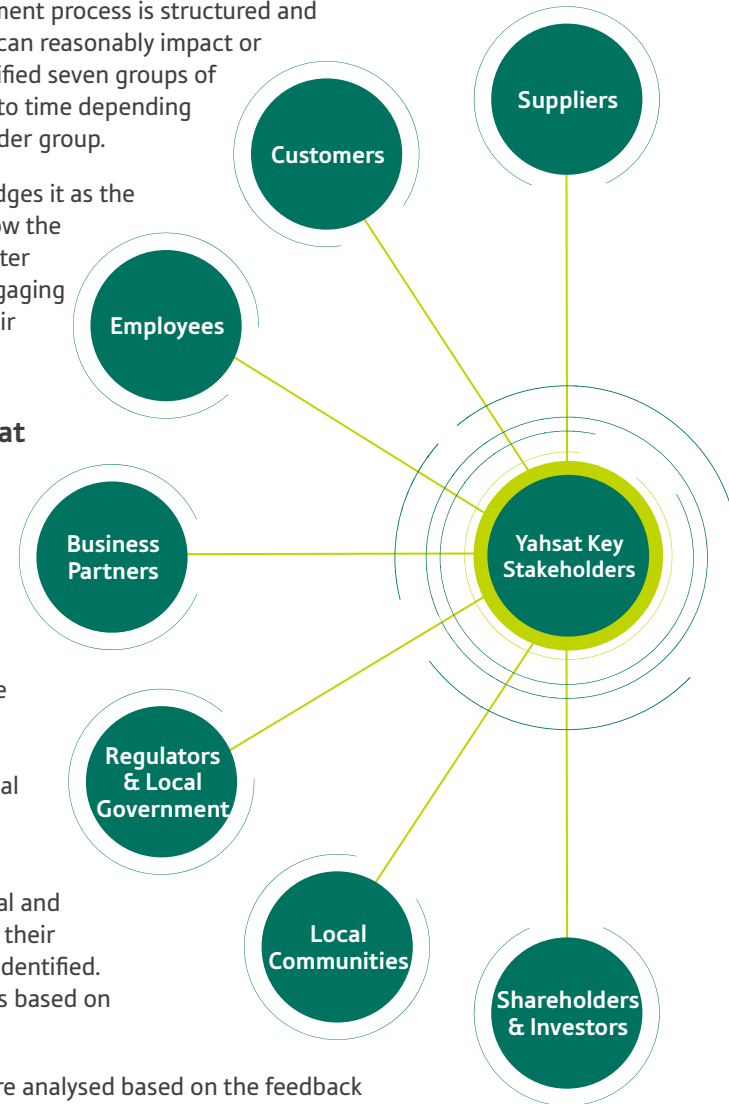 ment process is structured and
can reasonably impact or
ified seven groups of
to time depending
der group.
dges it as the
ow the
ter
gaging
ir
at
e
al
al and
their
dentified.
s based on
re analysed based on the feedback
Suppliers
Customers
Employees
Business
Partners
Yahsat Key
Stakeholders
Regulators
& Local
Government
Local
Communities
Shareholders
& Investors